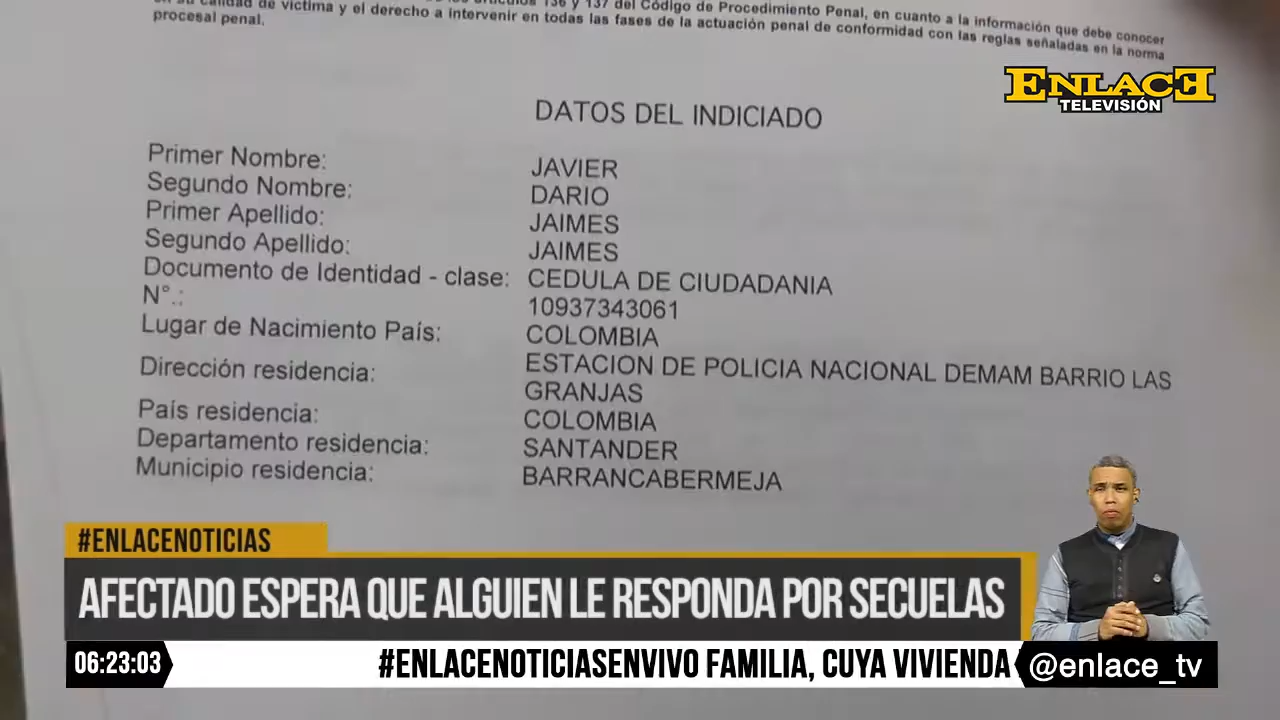 su calidad de víctima y el derecho a intervenir en todas las fases de la actuación penal de conformidad con las reglas señaladas en la norma
136 y 137 del Código de Procedimiento Penal, en cuanto a la información que debe conocer
procesal penal.
ENLACE
TELEVISIÓN
DATOS DEL INDICIADO
Primer Nombre: JAVIER
Segundo Nombre: DARIO
Primer Apellido: JAIMES
Segundo Apellido: JAIMES
Documento de Identidad - clase: CEDULA DE CIUDADANIA
N°.: 10937343061
Lugar de Nacimiento País: COLOMBIA
Dirección residencia: ESTACION DE POLICIA NACIONAL DEMAM BARRIO LAS
GRANJAS
País residencia: COLOMBIA
Departamento residencia: SANTANDER
Municipio residencia: BARRANCABERMEJA
#ENLACENOTICIAS
AFECTADO ESPERA QUE ALGUIEN LE RESPONDA POR SECUELAS
06:23:03 #ENLACENOTICIASENVIVO FAMILIA, CUYA VIVIENDA @enlace_tv